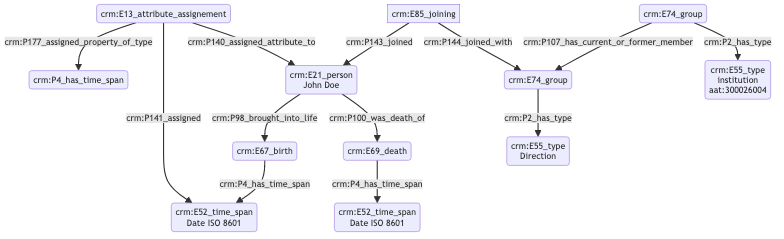 crm:E13_attribute_assignement
crm:E85_joining
crm:E74_group
crm:P177_assigned_property_of_type
crm:P140_assigned_attribute_to
crm:P143_joined
crm:P144_joined_with
crm:P107_has_current_or_former_member
crm:P2_has_type
crm:P4_has_time_span
crm:E21_person
John Doe
crm:E74_group
crm:E55_type
institution
aat:300026004
crm:P141_assigned
crm:P98_brought_into_life
crm:P100_was_death_of
crm:P2_has_type
crm:E67_birth
crm:E69_death
crm:E55_type
Direction
crm:P4_has_time_span
crm:P4_has_time_span
crm:E52_time_span
Date ISO 8601
crm:E52_time_span
Date ISO 8601